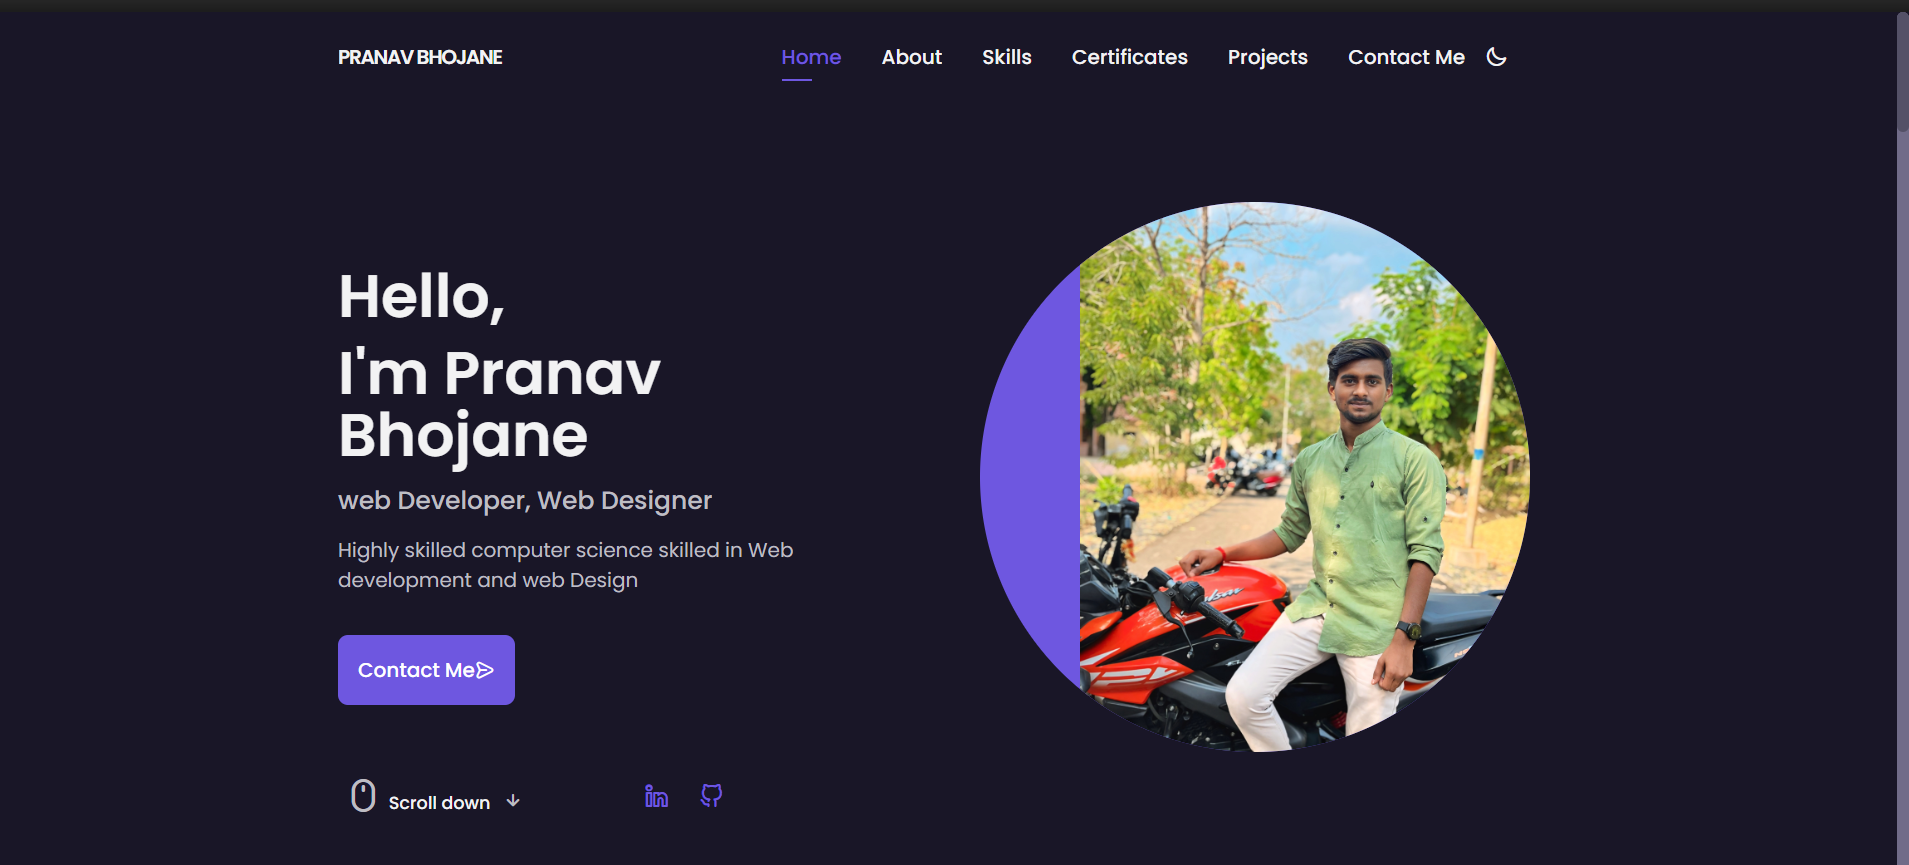 PRANAV BHOJANE
Home About Skills Certificates Projects Contact Me
Hello,
I'm Pranav
Bhojane
web Developer, Web Designer
Highly skilled computer science skilled in Web
development and web Design
Contact Me
Scroll down